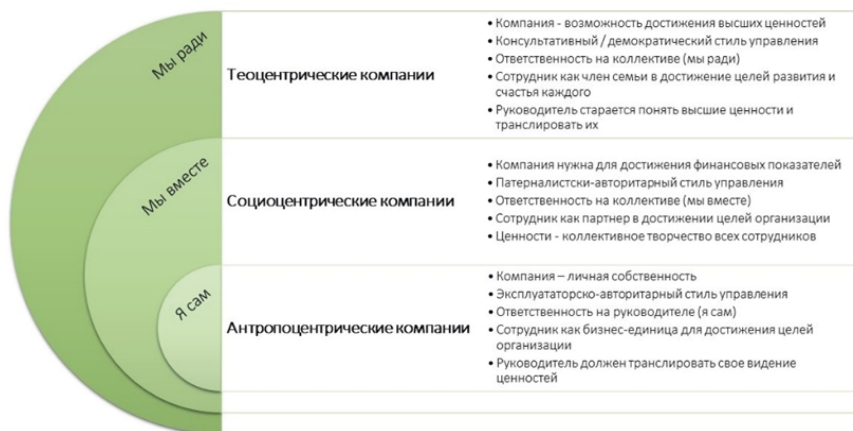 Мы ради
Теоцентрические компании
• Компания - возможность достижения высших ценностей
• Консультативный / демократический стиль управления
• Ответственность на коллективе (мы ради)
• Сотрудник как член семьи в достижение целей развития и
счастья каждого
• Руководитель старается понять высшие ценности и
транслировать их
Мы вместе
Социоцентрические компании
• Компания нужна для достижения финансовых показателей
• Патерналистски-авторитарный стиль управления
• Ответственность на коллективе (мы вместе)
• Сотрудник как партнер в достижении целей организации
• Ценности - коллективное творчество всех сотрудников
Я сам
Антропоцентрические компании
• Компания – личная собственность
• Эксплуататорско-авторитарный стиль управления
• Ответственность на руководителе (я сам)
• Сотрудник как бизнес-единица для достижения целей
организации
• Руководитель должен транслировать свое видение
ценностей